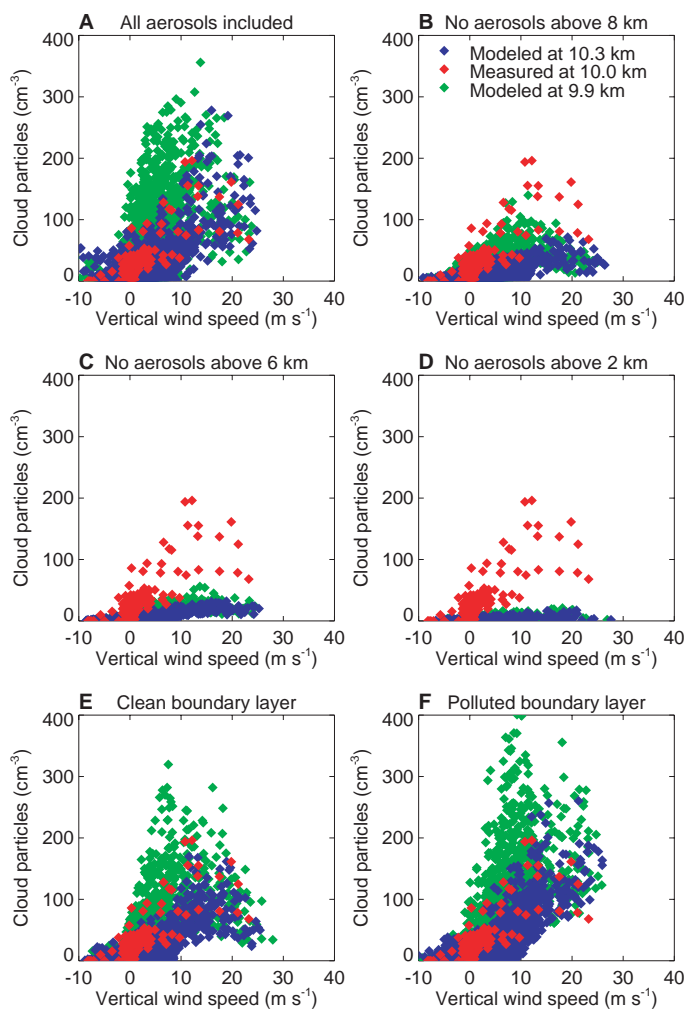 A All aerosols included
B No aerosols above 8 km
Cloud particles (cm⁻³)
400
300
200
100
0
-10 0 10 20 30 40
Vertical wind speed (m s⁻¹)
Cloud particles (cm⁻³)
400
300
200
100
0
Modeled at 10.3 km
Measured at 10.0 km
Modeled at 9.9 km
-10 0 10 20 30 40
Vertical wind speed (m s⁻¹)
C No aerosols above 6 km
D No aerosols above 2 km
Cloud particles (cm⁻³)
400
300
200
100
0
-10 0 10 20 30 40
Vertical wind speed (m s⁻¹)
Cloud particles (cm⁻³)
400
300
200
100
0
-10 0 10 20 30 40
Vertical wind speed (m s⁻¹)
E Clean boundary layer
F Polluted boundary layer
Cloud particles (cm⁻³)
400
300
200
100
0
-10 0 10 20 30 40
Vertical wind speed (m s⁻¹)
Cloud particles (cm⁻³)
400
300
200
100
0
-10 0 10 20 30 40
Vertical wind speed (m s⁻¹)